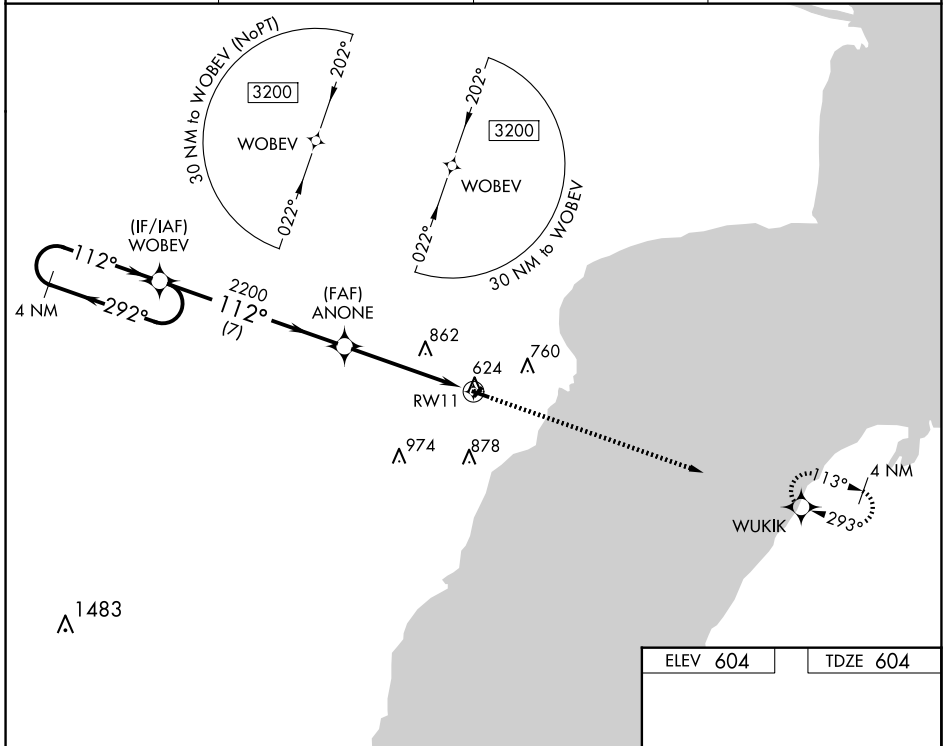 30 NM to WOBEV (NoPT)
3200
202°
WOBEV
022°
202°
3200
WOBEV
022°
30 NM to WOBEV
(IF/IAF)
WOBEV
112°
292°
4 NM
2200
112°
(7)
(FAF)
ANONE
862
760
624
RW11
974
878
113°
4 NM
293°
WUKIK
1483
ELEV 604
TDZE 604